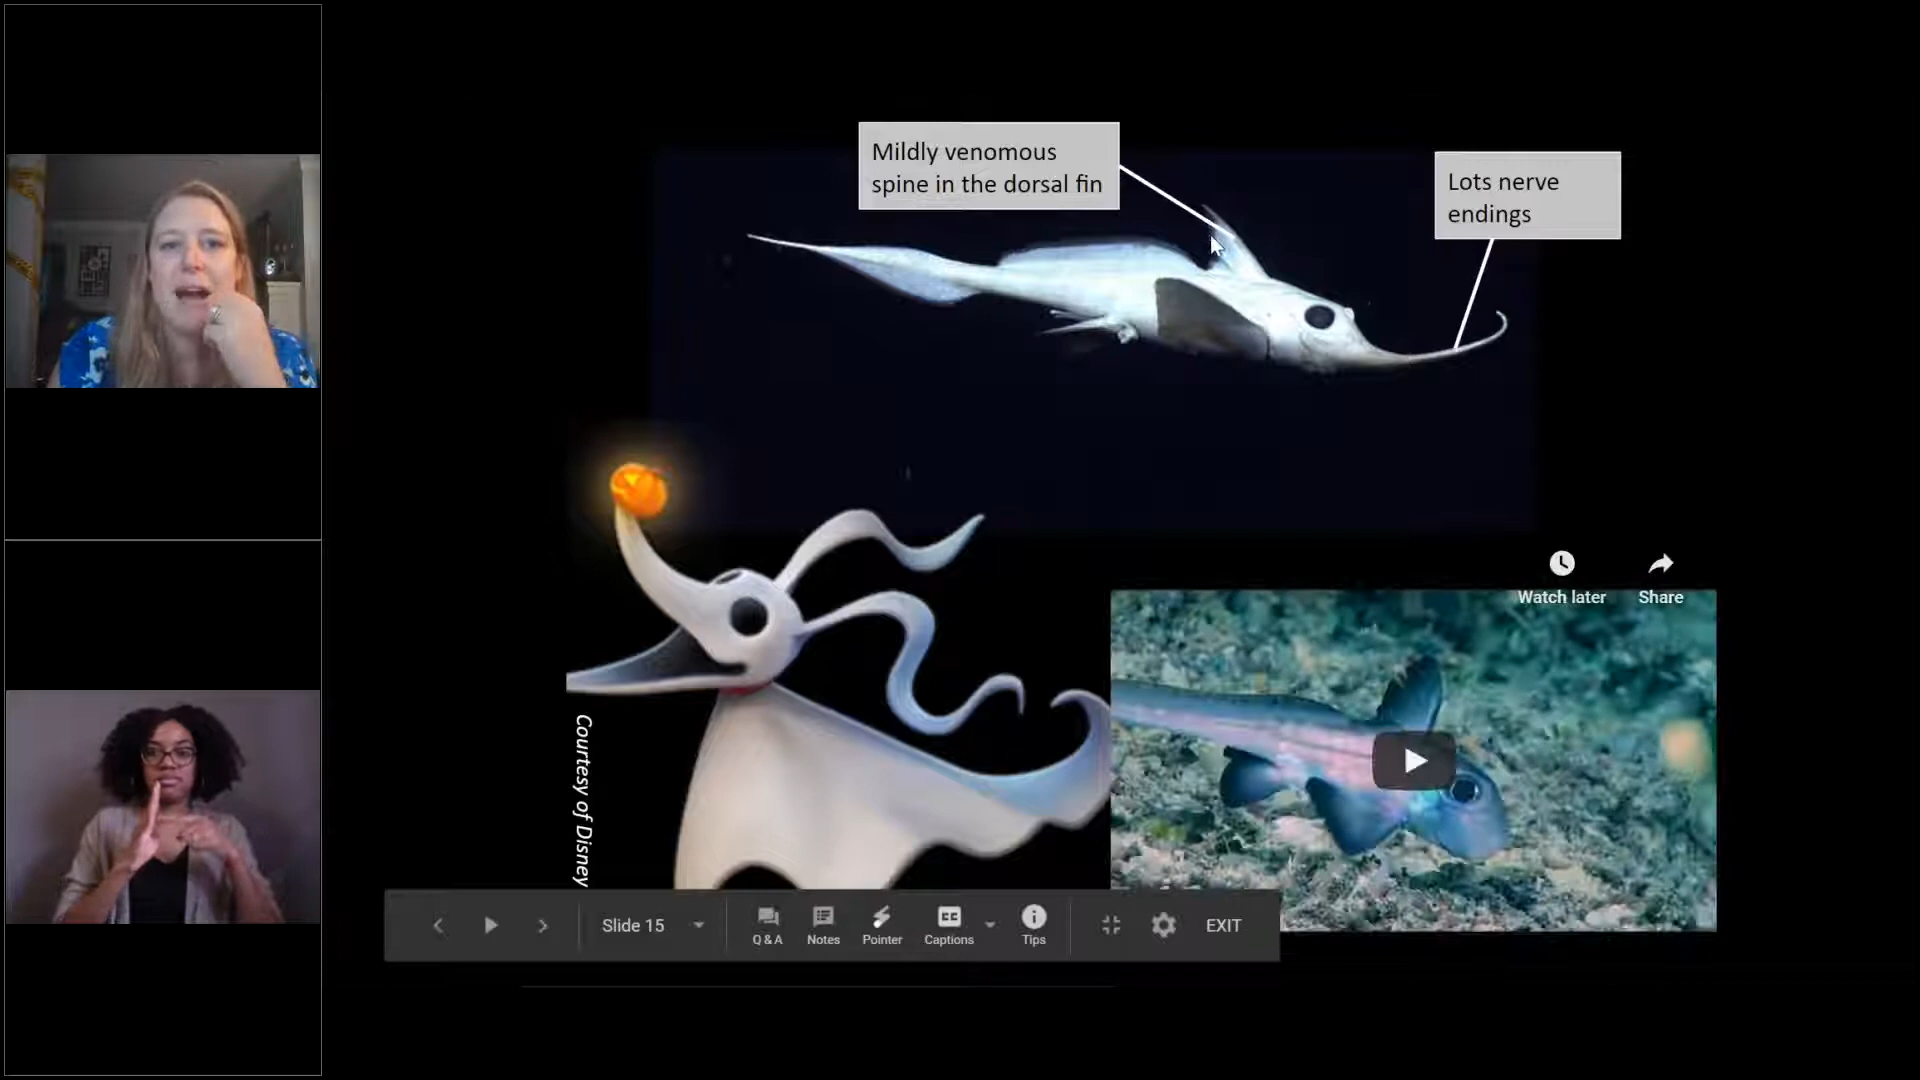 Mildly venomous
spine in the dorsal fin
Lots nerve
endings
Watch later
Share
Courtesy of Disney
Slide 15
Q & A
Notes
Pointer
Captions
Tips
EXIT